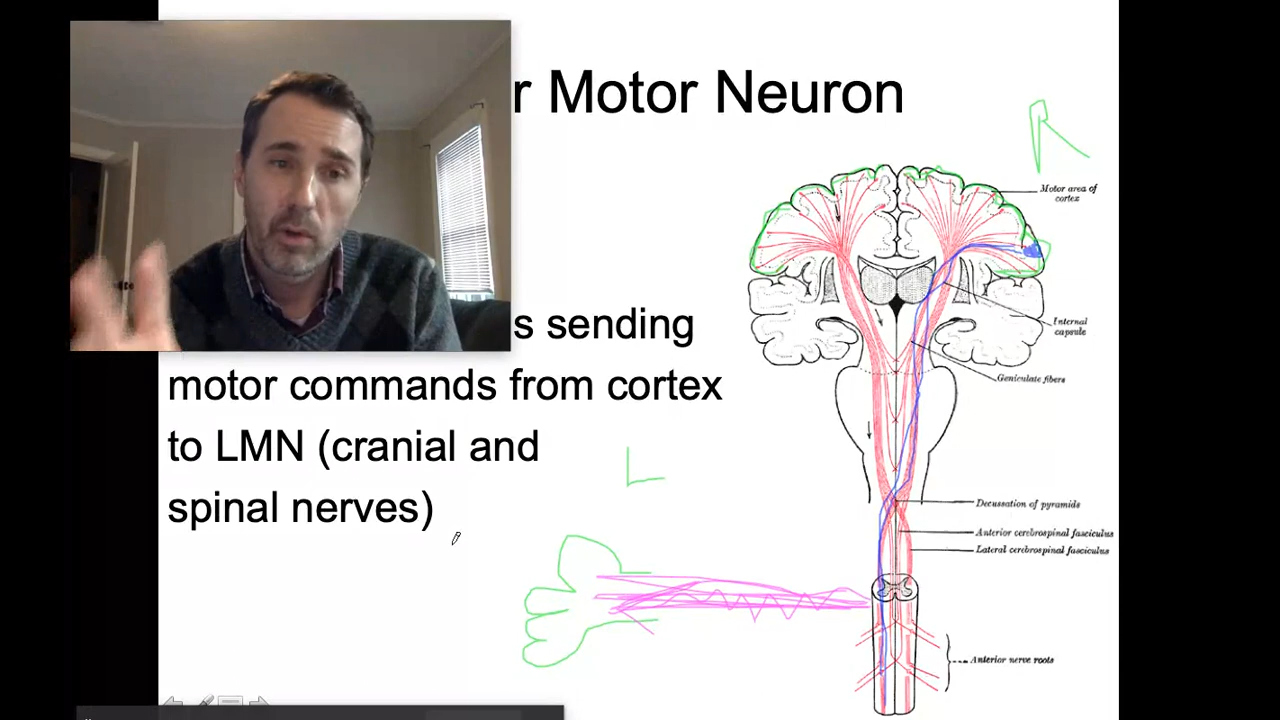 r Motor Neuron
R
Motor area of
cortex
s sending
Internal
capsule
motor commands from cortex
Geniculate fibers
to LMN (cranial and
L
spinal nerves)
Decussation of pyramids
Anterior cerebrospinal fasciculus
Lateral cerebrospinal fasciculus
Anterior nerve roots